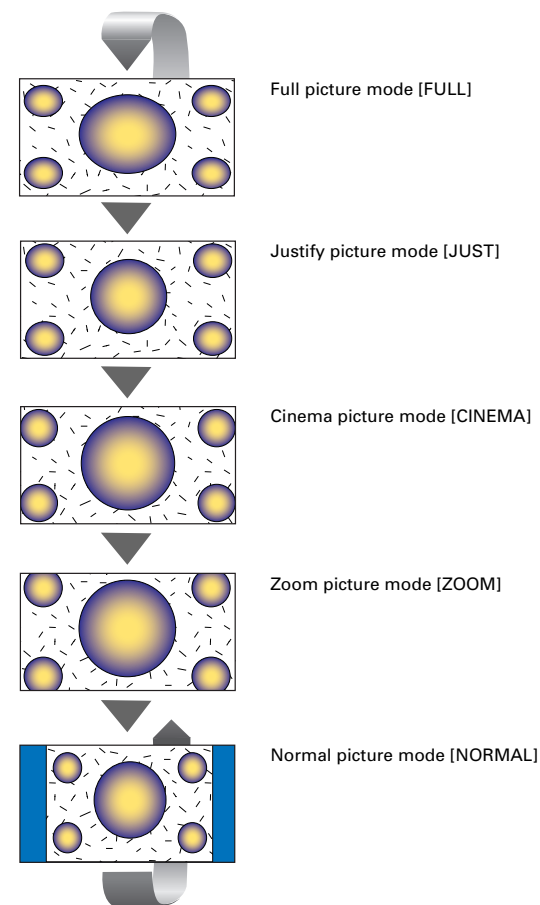 Full picture mode [FULL]
Justify picture mode [JUST]
Cinema picture mode [CINEMA]
Zoom picture mode [ZOOM]
Normal picture mode [NORMAL]